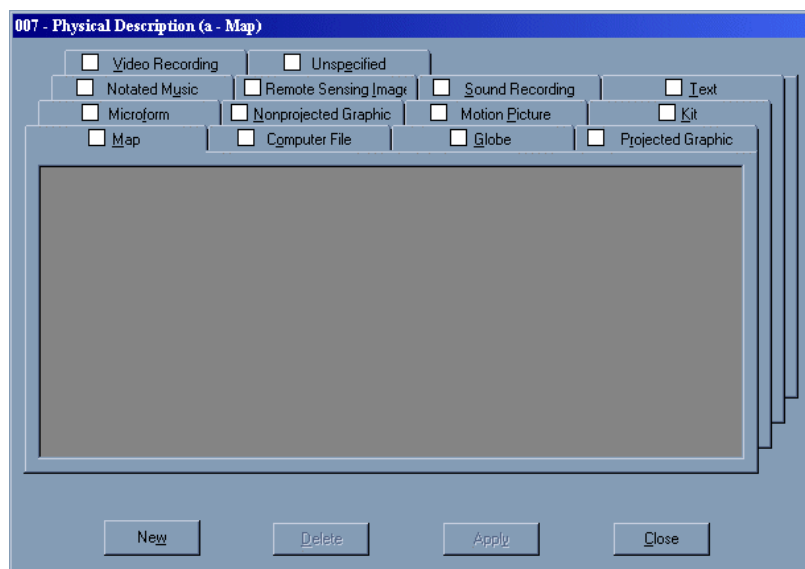 007 - Physical Description (a - Map)
Video Recording Unspecified
Notated Music Remote Sensing Image Sound Recording Text
Microform Nonprojected Graphic Motion Picture Kit
Map Computer File Globe Projected Graphic
New Delete Apply Close